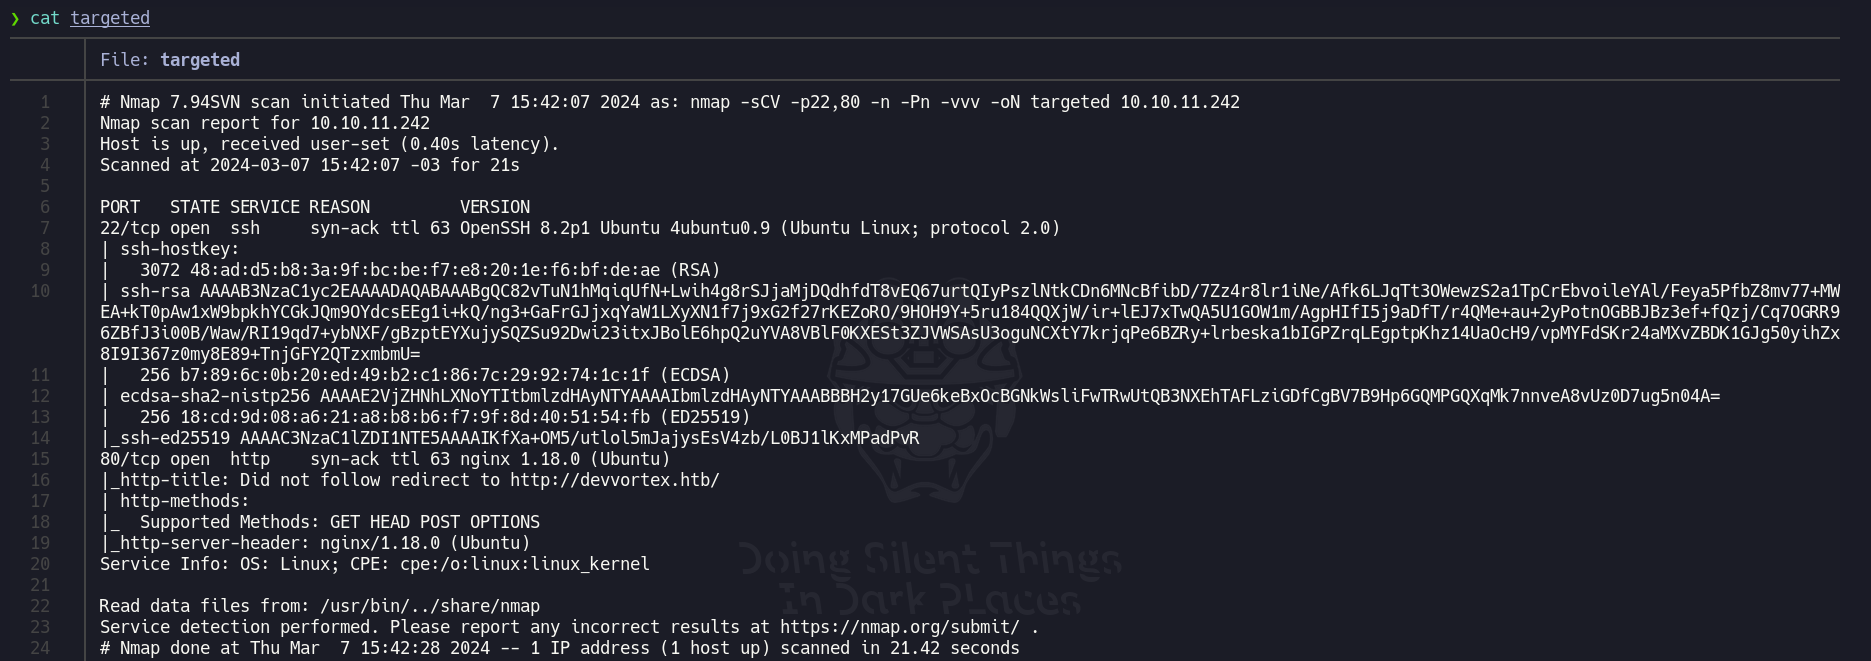 ❯ cat targeted
File: targeted
1 # Nmap 7.94SVN scan initiated Thu Mar  7 15:42:07 2024 as: nmap -sCV -p22,80 -n -Pn -vvv -oN targeted 10.10.11.242
2 Nmap scan report for 10.10.11.242
3 Host is up, received user-set (0.40s latency).
4 Scanned at 2024-03-07 15:42:07 -03 for 21s
5
6 PORT   STATE SERVICE REASON         VERSION
7 22/tcp open  ssh     syn-ack ttl 63 OpenSSH 8.2p1 Ubuntu 4ubuntu0.9 (Ubuntu Linux; protocol 2.0)
8 | ssh-hostkey:
9 |   3072 48:ad:d5:b8:3a:9f:bc:be:f7:e8:20:1e:f6:bf:de:ae (RSA)
10 | ssh-rsa AAAAB3NzaC1yc2EAAAADAQABAAABgQC82vTuN1hMqiqUfN+Lwih4g8rSJjaMjDQdhfdT8vEQ67urtQIyPszlNtkCDn6MNcBfibD/7Zz4r8lr1iNe/Afk6LJqTt3OWewzS2a1TpCrEbvoileYAl/Feya5PfbZ8mv77+MW
EA+kT0pAw1xW9bpkhYCGkJQm9OYdcsEEg1i+kQ/ng3+GaFrGJjxqYaW1LXyXN1f7j9xG2f27rKEZoRO/9HOH9Y+5ru184QQXjW/ir+lEJ7xTwQA5U1GOW1m/AgpHIfI5j9aDfT/r4QMe+au+2yPotnOGBBJBz3ef+fQzj/Cq7OGRR9
6ZBfJ3i00B/Waw/RI19qd7+ybNXF/gBzptEYXujySQZSu92Dwi23itxJBolE6hpQ2uYVA8VBlF0KXESt3ZJVWSAsU3oguNCXtY7krjqPe6BZRy+lrbeska1bIGPZrqLEgptpKhz14UaOcH9/vpMYFdSKr24aMXvZBDK1GJg50yihZx
8I9I367z0my8E89+TnjGFY2QTzxmbmU=
11 |   256 b7:89:6c:0b:20:ed:49:b2:c1:86:7c:29:92:74:1c:1f (ECDSA)
12 | ecdsa-sha2-nistp256 AAAAE2VjZHNhLXNoYTItbmlzdHAyNTYAAAAIbmlzdHAyNTYAAABBBH2y17GUe6keBxOcBGNkWsliFwTRwUtQB3NXEhTAFLziGDfCgBV7B9Hp6GQMPGQXqMk7nnveA8vUz0D7ug5n04A=
13 |   256 18:cd:9d:08:a6:21:a8:b8:b6:f7:9f:8d:40:51:54:fb (ED25519)
14 |_ssh-ed25519 AAAAC3NzaC1lZDI1NTE5AAAAIKfXa+OM5/utlol5mJajysEsV4zb/L0BJ1lKxMPadPvR
15 80/tcp open  http    syn-ack ttl 63 nginx 1.18.0 (Ubuntu)
16 |_http-title: Did not follow redirect to http://devvortex.htb/
17 | http-methods:
18 |_  Supported Methods: GET HEAD POST OPTIONS
19 |_http-server-header: nginx/1.18.0 (Ubuntu)
20 Service Info: OS: Linux; CPE: cpe:/o:linux:linux_kernel
21
22 Read data files from: /usr/bin/../share/nmap
23 Service detection performed. Please report any incorrect results at https://nmap.org/submit/ .
24 # Nmap done at Thu Mar  7 15:42:28 2024 -- 1 IP address (1 host up) scanned in 21.42 seconds
Doing Silent Things
In Dark PLaces